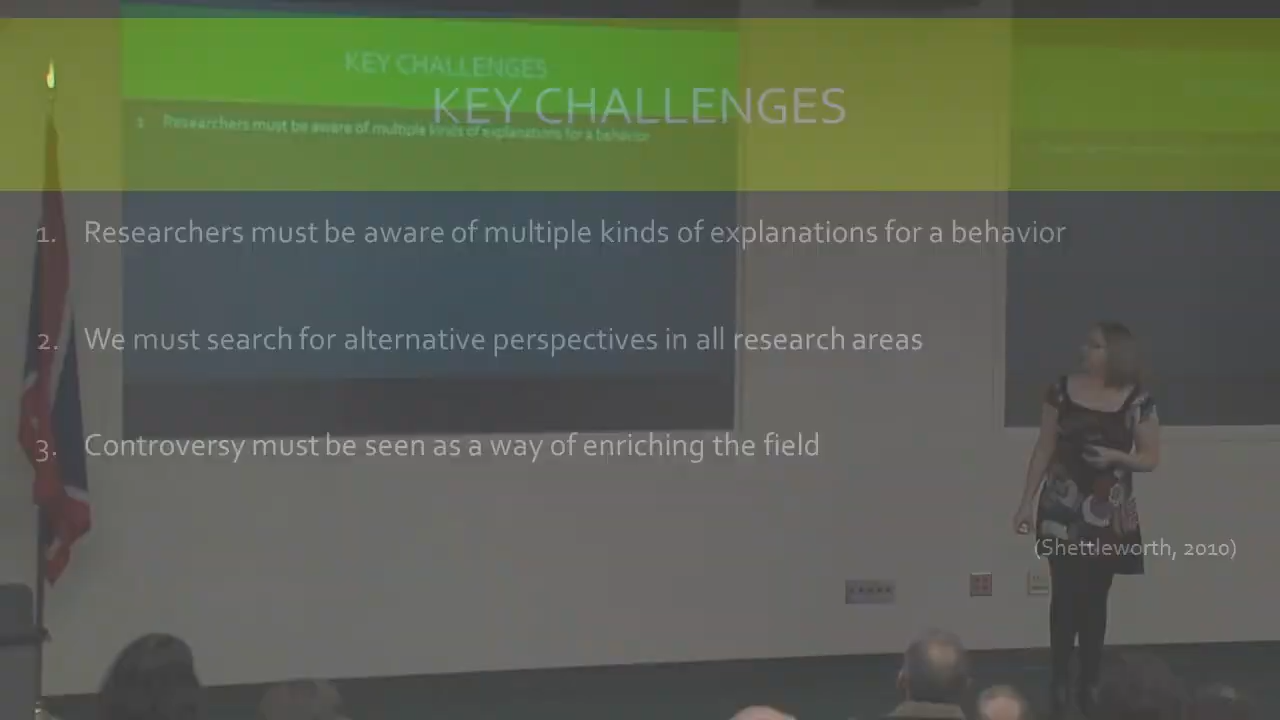 KEY CHALLENGES
1. Researchers must be aware of multiple kinds of explanations for a behavior
KEY CHALLENGES
1. Researchers must be aware of multiple kinds of explanations for a behavior
2. We must search for alternative perspectives in all research areas
3. Controversy must be seen as a way of enriching the field
(Shettleworth, 2010)